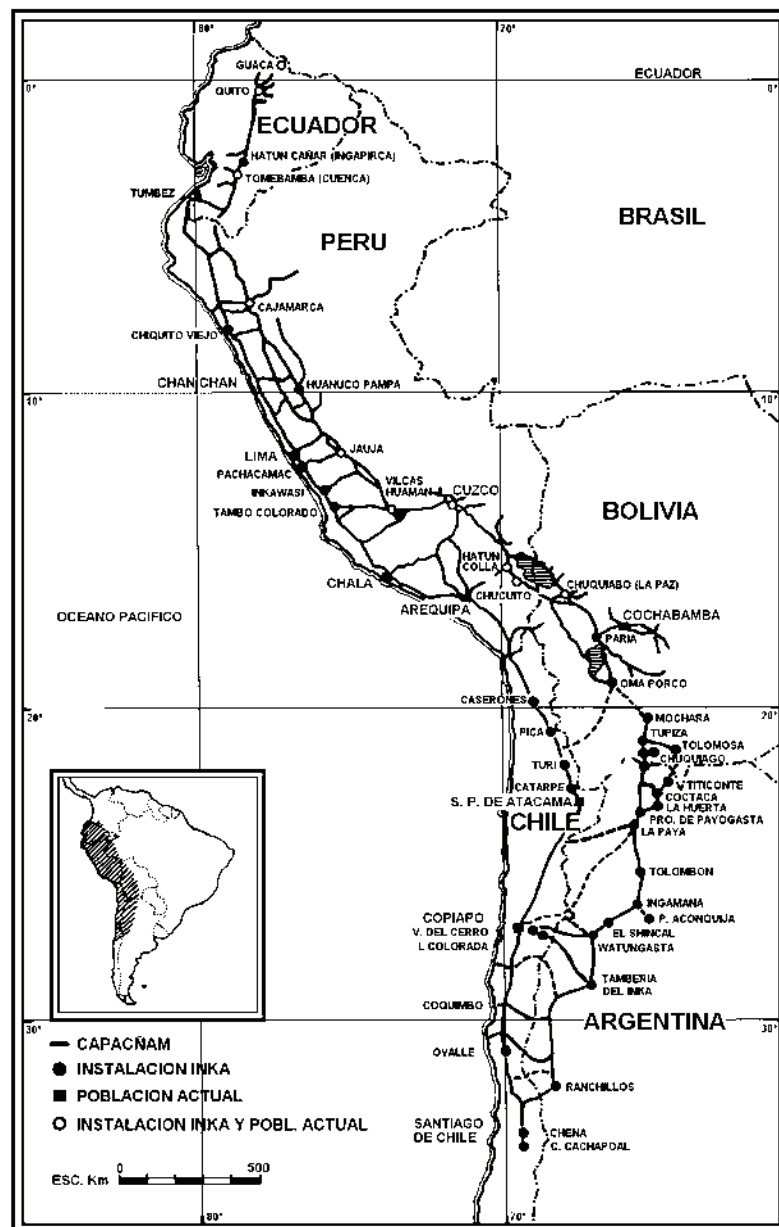 80°
70°
GUACA
ECUADOR
0°
0°
QUITO
ECUADOR
HATUN CAÑAR (INGAPIRCA)
TOMEBAMBA (CUENCA)
TUMBEZ
BRASIL
PERU
CAJAMARCA
CHIQUITO VIEJO
CHAN CHAN
HUANUCO PAMPA
10°
10°
LIMA
JAUJA
PACHACAMAC
VILCAS
HUAMAN
CUZCO
INKAWASI
TAMBO COLORADO
BOLIVIA
HATUN
COLLA
CHALA
CHUCUITO
CHUQUIABO (LA PAZ)
AREQUIPA
COCHABAMBA
OCEANO PACIFICO
PARIA
OMA PORCO
CASERONES
20°
20°
MOCHARA
PICA
TUPIZA
TOLOMOSA
TURI
CHUQUIAGO
CATARPE
TITICONTE
S. P. DE ATACAMA
COCTACA
LA HUERTA
CHILE
PRO. DE PAYOGASTA
LA PAYA
TOLOMBON
INGAMANA
COPIAPO
P. ACONQUIJA
V. DEL CERRO
EL SHINCAL
L COLORADA
WATUNGASTA
TAMBERIA
DEL INKA
COQUIMBO
30°
ARGENTINA
30°
CAPACÑAM
OVALLE
INSTALACION INKA
POBLACION ACTUAL
RANCHILLOS
INSTALACION INKA Y POBL. ACTUAL
SANTIAGO
DE CHILE
CHENA
C. CACHAPOAL
ESC. Km
0
500
80°
70°